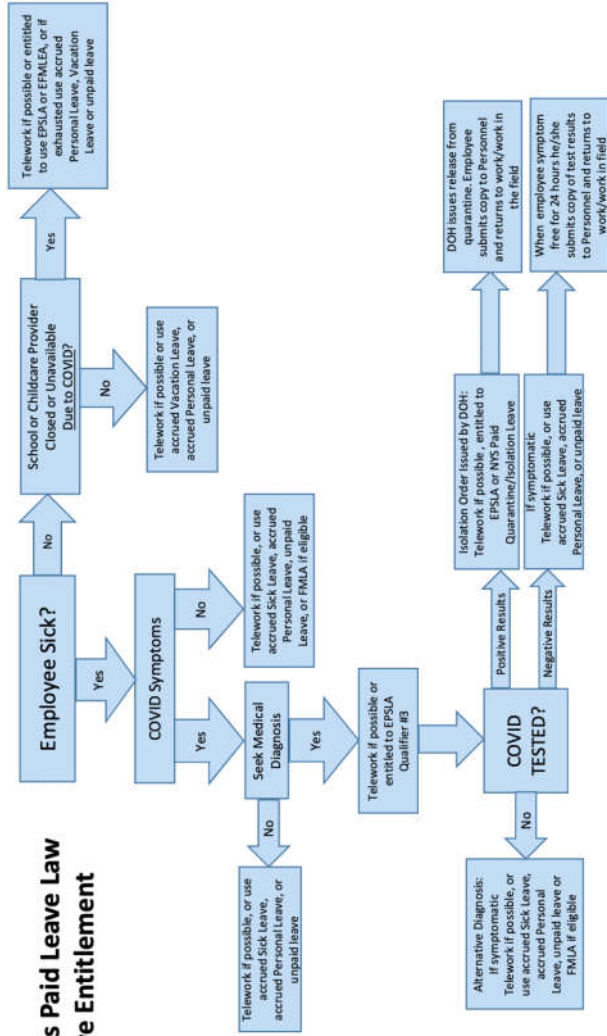 s Paid Leave Law
e Entitlement
Employee Sick?
No
School or Childcare Provider
Closed or Unavailable
Due to COVID?
Yes
Telework if possible or entitled
to use EPSLA or EFMLEA, or if
exhausted use accrued
Personal Leave, Vacation
Leave or unpaid leave
No
Telework if possible or use
accrued Vacation Leave,
accrued Personal Leave, or
unpaid leave
Yes
COVID Symptoms
No
Telework if possible, or use
accrued Sick Leave, accrued
Personal Leave, unpaid
Leave, or FMLA if eligible
Yes
Seek Medical
Diagnosis
No
Telework if possible, or use
accrued Sick Leave,
accrued Personal Leave, or
unpaid leave
Yes
Telework if possible or
entitled to EPSLA
Qualifier #3
COVID
TESTED?
No
Alternative Diagnosis:
If symptomatic
Telework if possible, or
use accrued Sick Leave,
accrued Personal
Leave, unpaid leave or
FMLA if eligible
Positive Results
Isolation Order Issued by DOH:
Telework if possible , entitled to
EPSLA or NYS Paid
Quarantine/Isolation Leave
DOH issues release from
quarantine. Employee
submits copy to Personnel
and returns to work/work in
the field
Negative Results
If symptomatic
Telework if possible, or use
accrued Sick Leave, accrued
Personal Leave, or unpaid leave
When employee symptom
free for 24 hours he/she
submits copy of test results
to Personnel and returns to
work/work in field